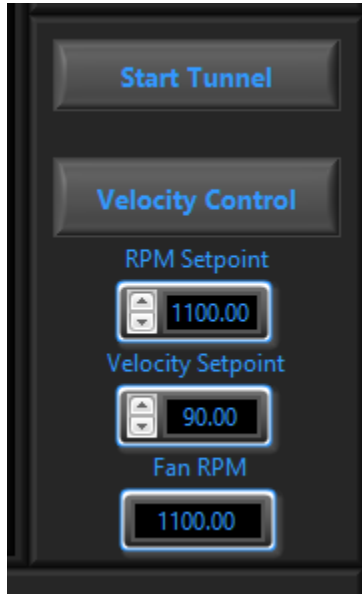 Start Tunnel
Velocity Control
RPM Setpoint
1100.00
Velocity Setpoint
90.00
Fan RPM
1100.00